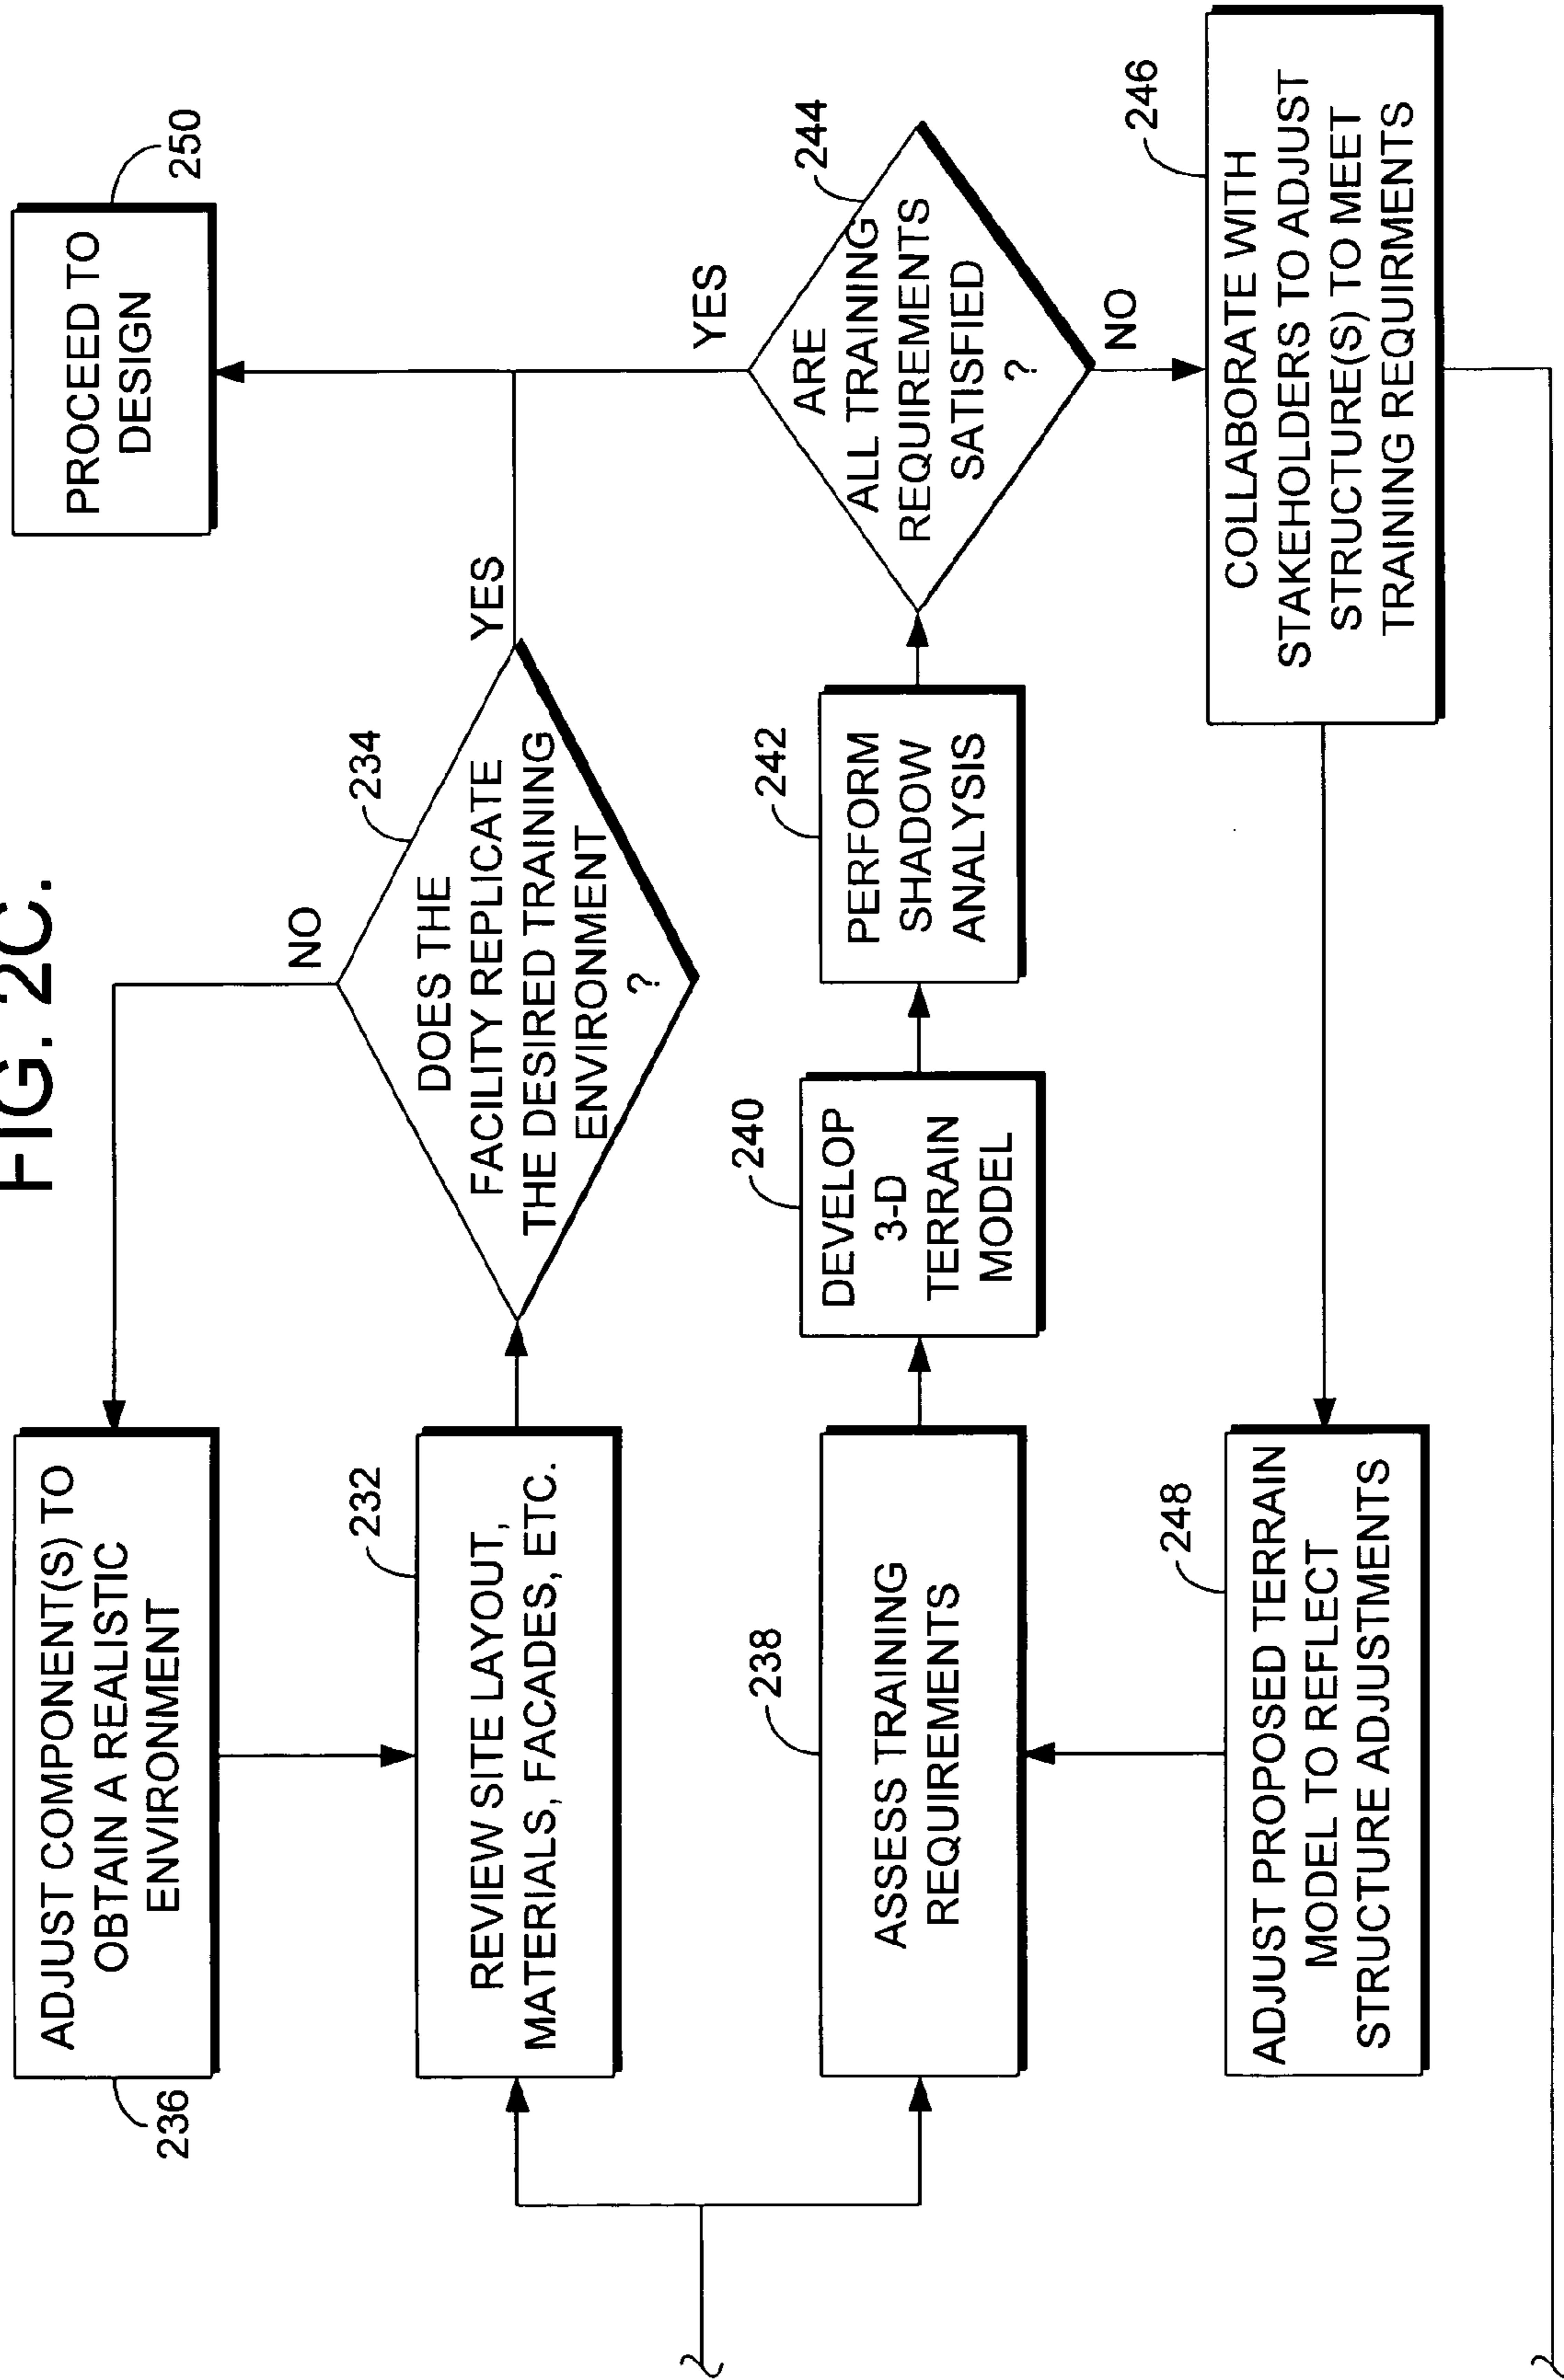 FIG. 2C.
ADJUST COMPONENT(S) TO
OBTAIN A REALISTIC
ENVIRONMENT
236
NO
PROCEED TO
DESIGN
250
REVIEW SITE LAYOUT,
MATERIALS, FACADES, ETC.
232
DOES THE
FACILITY REPLICATE
THE DESIRED TRAINING
ENVIRONMENT
?
234
YES
YES
ASSESS TRAINING
REQUIREMENTS
238
DEVELOP
3-D
TERRAIN
MODEL
240
PERFORM
SHADOW
ANALYSIS
242
ARE
ALL TRAINING
REQUIREMENTS
SATISFIED
?
244
NO
ADJUST PROPOSED TERRAIN
MODEL TO REFLECT
STRUCTURE ADJUSTMENTS
248
COLLABORATE WITH
STAKEHOLDERS TO ADJUST
STRUCTURE(S) TO MEET
TRAINING REQUIRMENTS
246